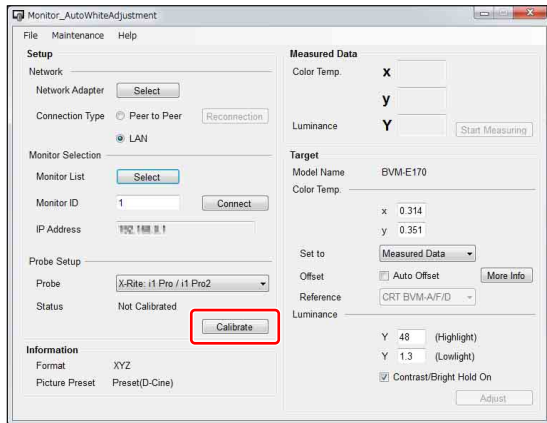 Monitor_AutoWhiteAdjustment
File Maintenance Help
Setup
Network
Network Adapter Select
Connection Type Peer to Peer Reconnection
LAN
Monitor Selection
Monitor List Select
Monitor ID 1 Connect
IP Address 192.168.0.1
Probe Setup
Probe X-Rite: i1 Pro / i1 Pro2
Status Not Calibrated
Calibrate
Information
Format XYZ
Picture Preset Preset(D-Cine)
Measured Data
Color Temp. x
y
Luminance Y Start Measuring
Target
Model Name BVM-E170
Color Temp.
x 0.314
y 0.351
Set to Measured Data
Offset Auto Offset More Info
Reference CRT BVM-A/F/D
Luminance
Y 48 (Highlight)
Y 1.3 (Lowlight)
Contrast/Bright Hold On
Adjust